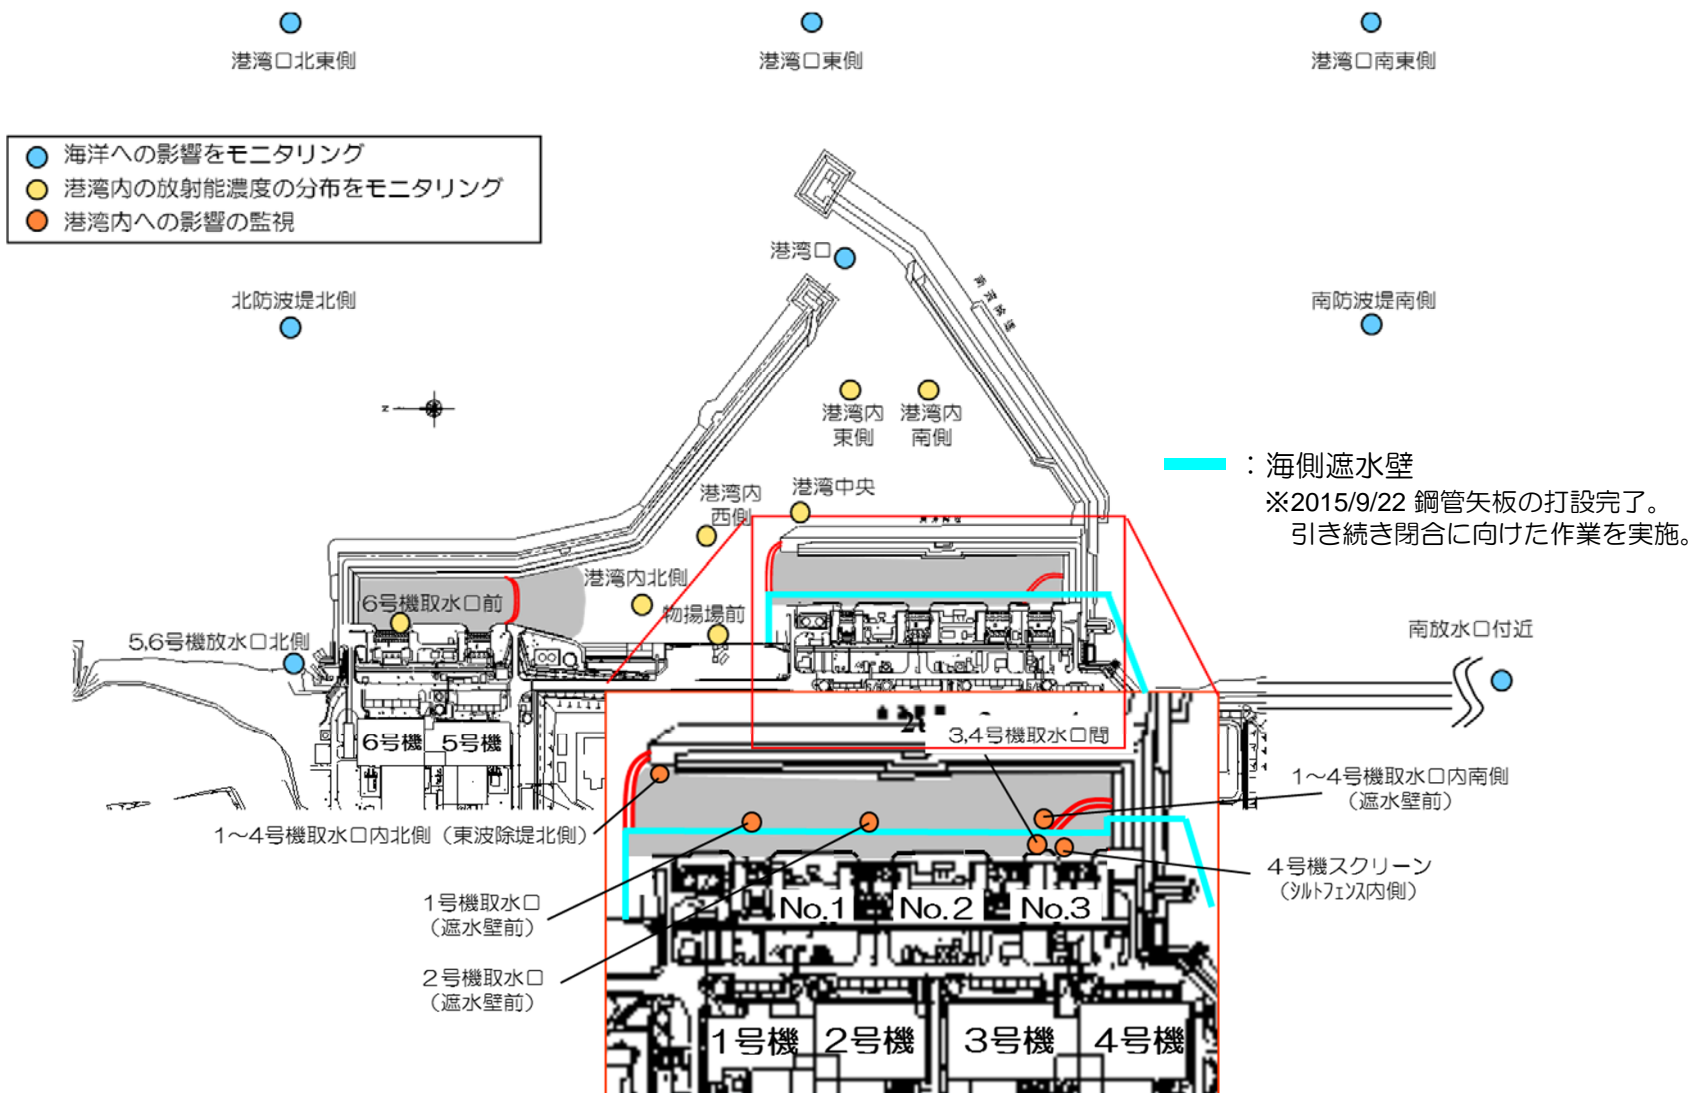 港湾口北東側
港湾口東側
港湾口南東側
海洋への影響をモニタリング
港湾内の放射能濃度の分布をモニタリング
港湾内への影響の監視
港湾口
北防波堤北側
南防波堤南側
N
港湾内
東側
港湾内
南側
：海側遮水壁
※2015/9/22 鋼管矢板の打設完了。
引き続き閉合に向けた作業を実施。
港湾内
西側
港湾中央
港湾内北側
6号機取水口前
物揚場前
5,6号機放水口北側
南放水口付近
6号機
5号機
3,4号機取水口間
1～4号機取水口内南側
（遮水壁前）
1～4号機取水口内北側（東波除堤北側）
4号機スクリーン
（シルトフェンス内側）
1号機取水口
（遮水壁前）
No.1
No.2
No.3
2号機取水口
（遮水壁前）
1号機
2号機
3号機
4号機